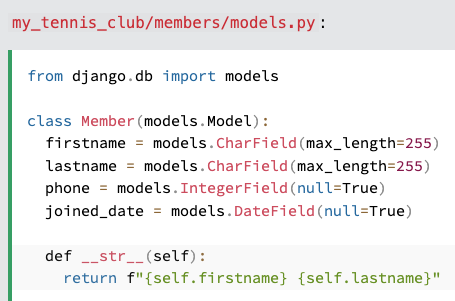 my_tennis_club/members/models.py:
from django.db import models
class Member(models.Model):
  firstname = models.CharField(max_length=255)
  lastname = models.CharField(max_length=255)
  phone = models.IntegerField(null=True)
  joined_date = models.DateField(null=True)
  def __str__(self):
    return f"{self.firstname} {self.lastname}"